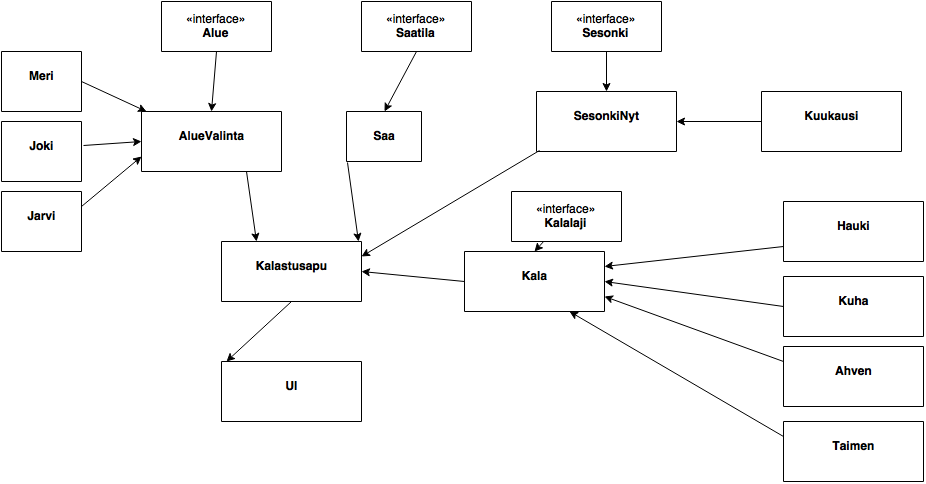 «interface»
Alue
«interface»
Saatila
«interface»
Sesonki
Meri
AlueValinta
Saa
SesonkiNyt
Kuukausi
Joki
Jarvi
«interface»
Kalalaji
Hauki
Kalastusapu
Kala
Kuha
Ahven
UI
Taimen